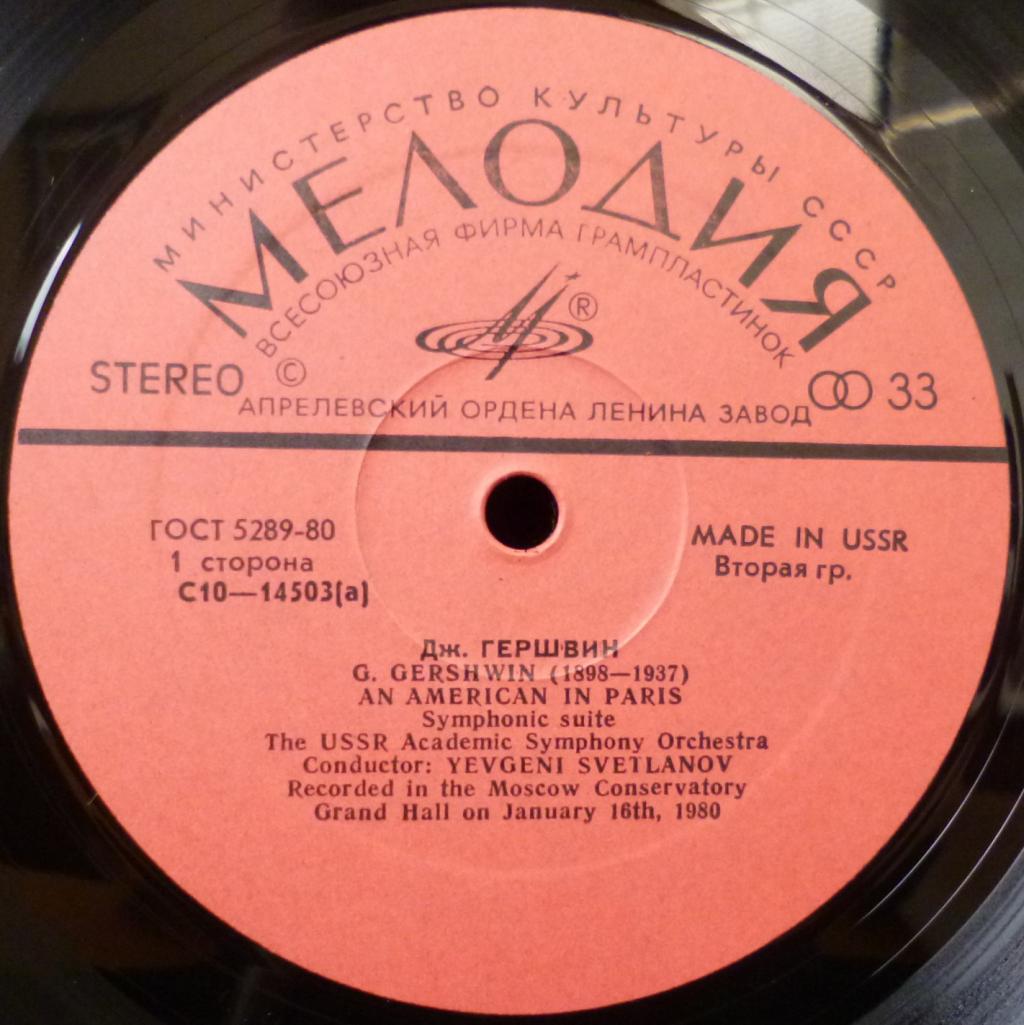 МИНИСТЕРСТВО КУЛЬТУРЫ СССР
МЕЛОДИЯ
ВСЕСОЮЗНАЯ ФИРМА ГРАМПЛАСТИНОК
®
STEREO © 33
АПРЕЛЕВСКИЙ ОРДЕНА ЛЕНИНА ЗАВОД
ГОСТ 5289-80
1 сторона
С10—14503(а)
MADE IN USSR
Вторая гр.
Дж. ГЕРШВИН
G. GERSHWIN (1898—1937)
AN AMERICAN IN PARIS
Symphonic suite
The USSR Academic Symphony Orchestra
Conductor: YEVGENI SVETLANOV
Recorded in the Moscow Conservatory
Grand Hall on January 16th, 1980